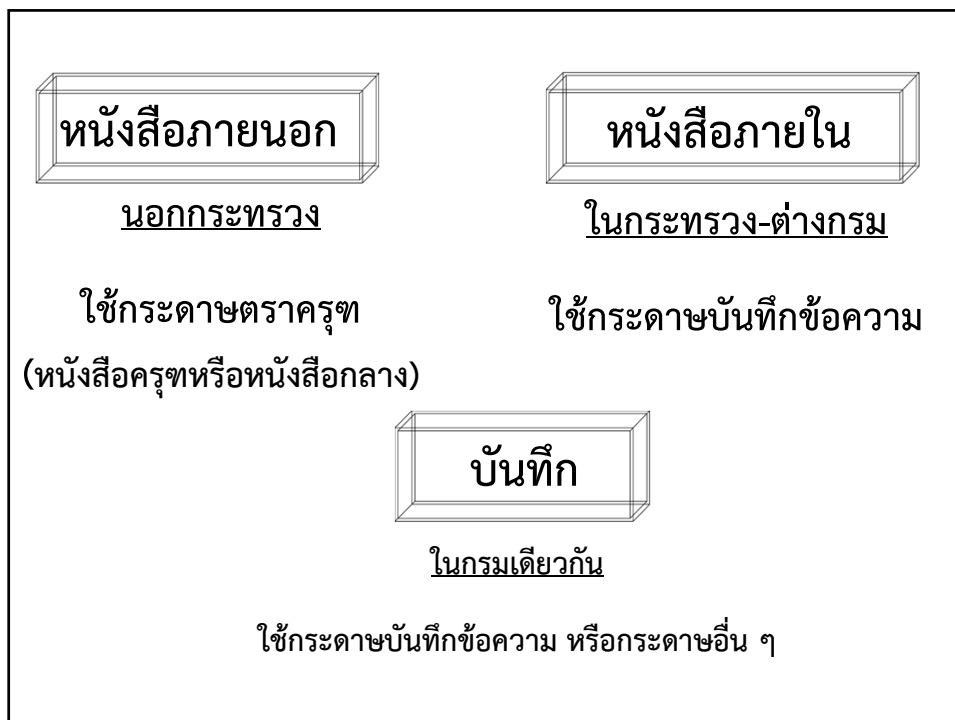 หนังสือภายนอก
นอกกระทรวง
ใช้กระดาษตราครุฑ
(หนังสือครุฑหรือหนังสือกลาง)
หนังสือภายใน
ในกระทรวง-ต่างกรม
ใช้กระดาษบันทึกข้อความ
บันทึก
ในกรมเดียวกัน
ใช้กระดาษบันทึกข้อความ หรือกระดาษอื่น ๆ